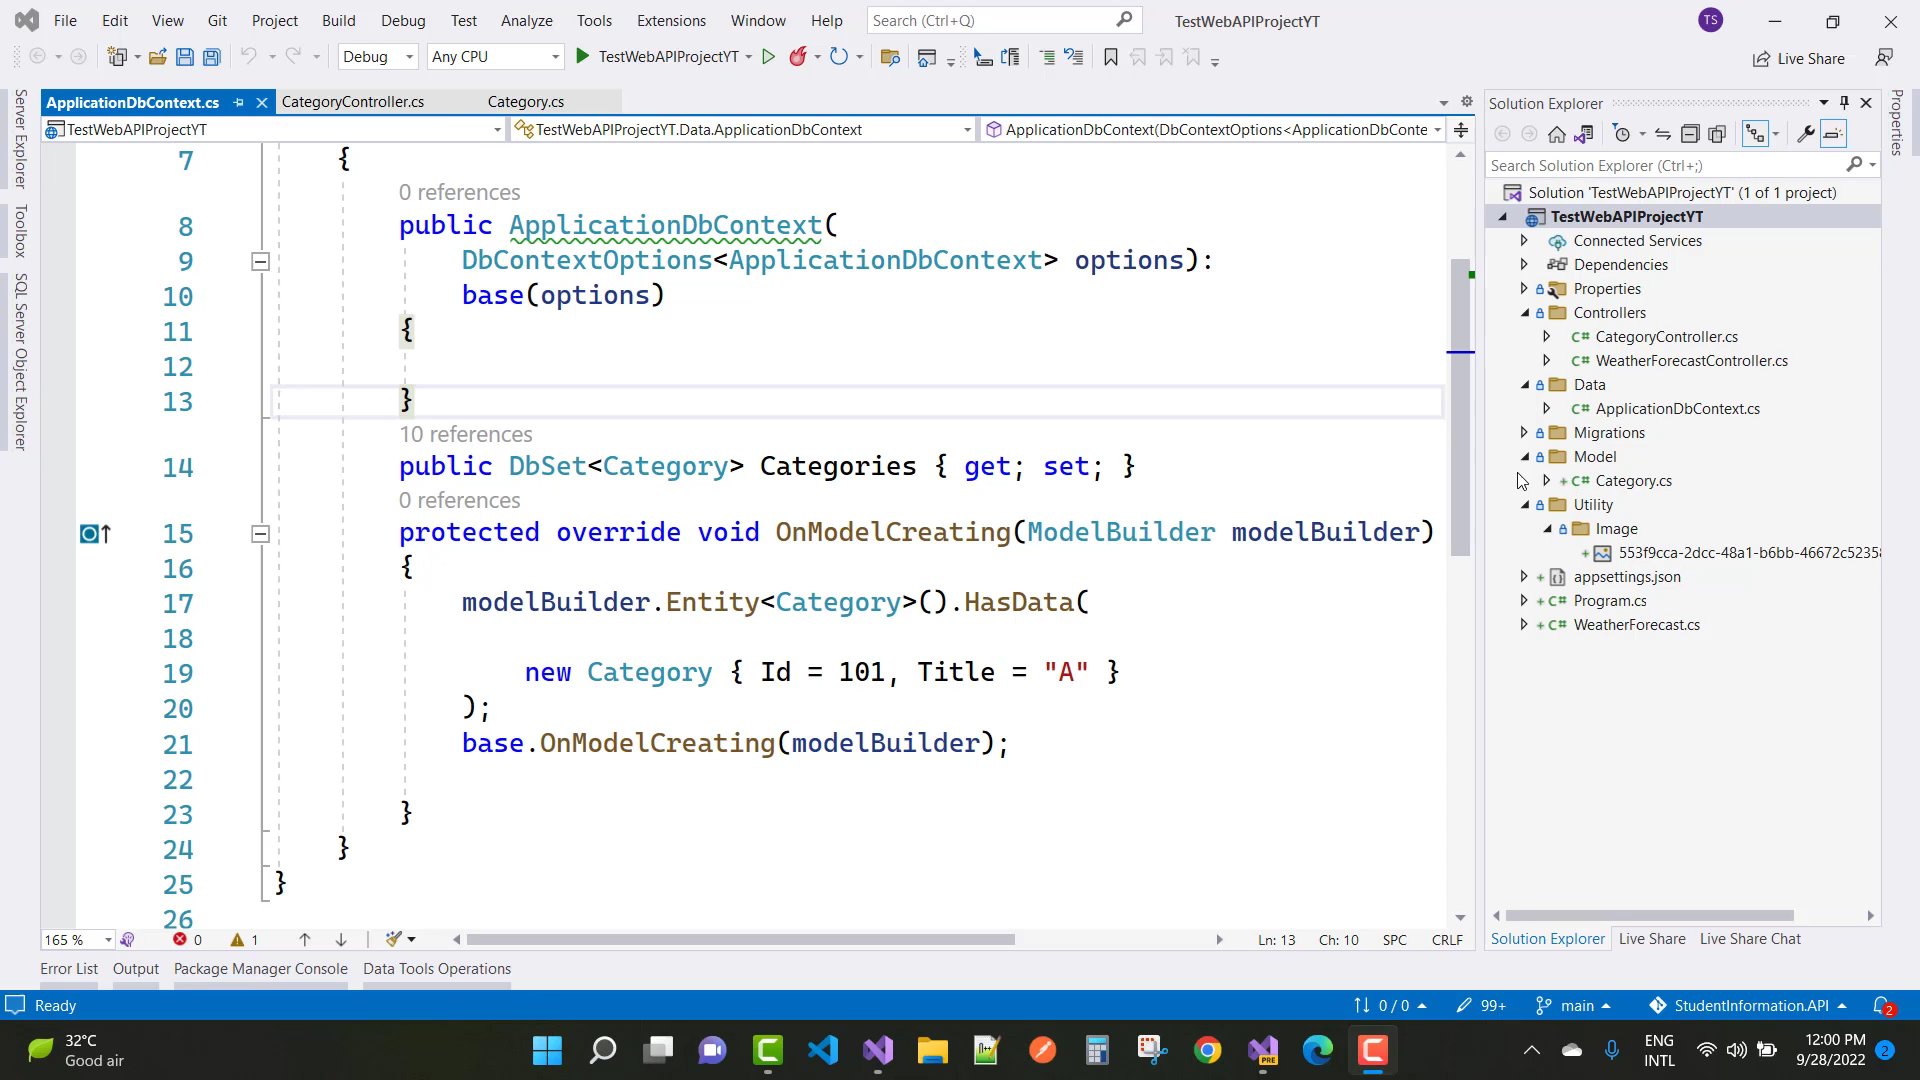 File Edit View Git Project Build Debug Test Analyze Tools Extensions Window Help Search (Ctrl+Q) TestWebAPIProjectYT TS
Debug Any CPU TestWebAPIProjectYT Live Share
ApplicationDbContext.cs CategoryController.cs Category.cs
TestWebAPIProjectYT TestWebAPIProjectYT.Data.ApplicationDbContext ApplicationDbContext(DbContextOptions<ApplicationDbConte
Server Explorer
Toolbox
SQL Server Object Explorer
7 {
0 references
8 public ApplicationDbContext(
9 DbContextOptions<ApplicationDbContext> options):
10 base(options)
11 {
12
13 }
10 references
14 public DbSet<Category> Categories { get; set; }
0 references
15 protected override void OnModelCreating(ModelBuilder modelBuilder)
16 {
17 modelBuilder.Entity<Category>().HasData(
18
19 new Category { Id = 101, Title = "A" }
20 );
21 base.OnModelCreating(modelBuilder);
22
23 }
24 }
25 }
26
165 % 0 1 Ln: 13 Ch: 10 SPC CRLF
Solution Explorer
Search Solution Explorer (Ctrl+;)
Solution 'TestWebAPIProjectYT' (1 of 1 project)
TestWebAPIProjectYT
Connected Services
Dependencies
Properties
Controllers
C# CategoryController.cs
C# WeatherForecastController.cs
Data
C# ApplicationDbContext.cs
Migrations
Model
+ C# Category.cs
Utility
Image
+ 553f9cca-2dcc-48a1-b6bb-46672c52358
+ appsettings.json
+ C# Program.cs
+ C# WeatherForecast.cs
Solution Explorer Live Share Live Share Chat
Properties
Error List Output Package Manager Console Data Tools Operations
Ready 0 / 0 99+ main StudentInformation.API 2
32°C
Good air
PRE
ENG
INTL
12:00 PM
9/28/2022
2